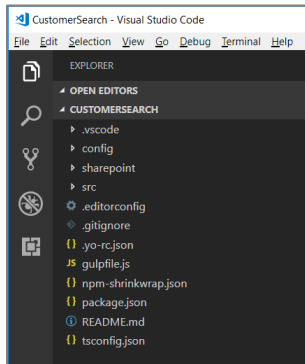 CustomerSearch - Visual Studio Code
File Edit Selection View Go Debug Terminal Help
EXPLORER
OPEN EDITORS
CUSTOMERSEARCH
.vscode
config
sharepoint
src
.editorconfig
.gitignore
{} .yo-rc.json
JS gulpfile.js
{} npm-shrinkwrap.json
{} package.json
README.md
{} tsconfig.json